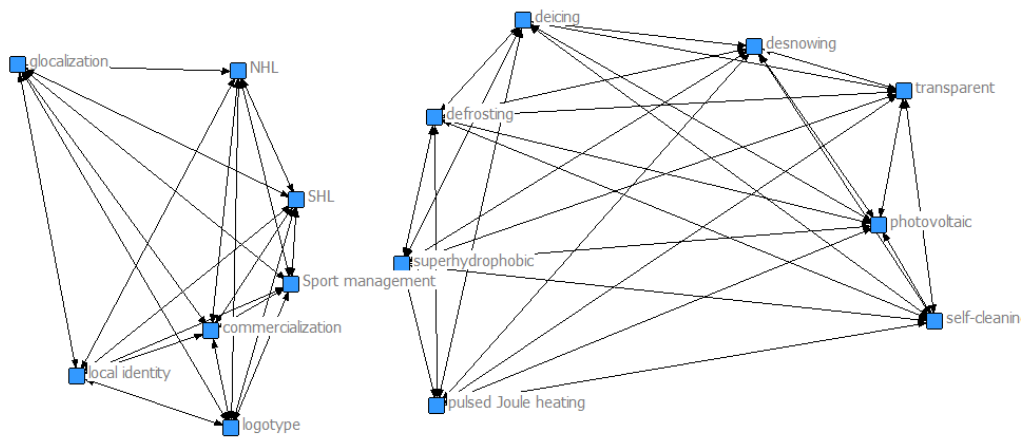 deicing
desnowing
glocalization
NHL
transparent
defrosting
SHL
photovoltaic
superhydrophobic
Sport management
self-cleanin
commercialization
local identity
pulsed Joule heating
logotype